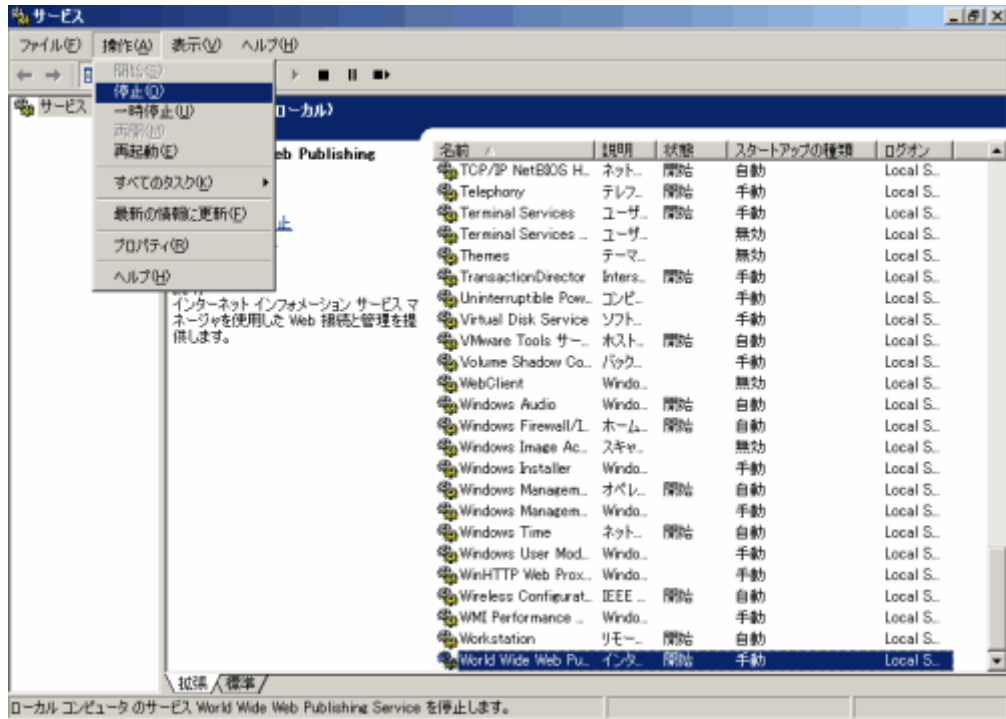 サービス
ファイル(F) 操作(A) 表示(V) ヘルプ(H)
開始(S)
停止(O)
一時停止(U)
再開(M)
再起動(E)
すべてのタスク(K)
最新の情報に更新(F)
プロパティ(R)
ヘルプ(H)
サービス
ローカル)
eb Publishing
止
インターネット インフォメーション サービス マ
ネージャを使用した Web 接続と管理を提
供します。
名前 説明 状態 スタートアップの種類 ログオン
TCP/IP NetBIOS H... ネット... 開始 自動 Local S...
Telephony テレフ... 開始 手動 Local S...
Terminal Services ユーザ... 開始 手動 Local S...
Terminal Services ... ユーザ... 無効 Local S...
Themes テーマ... 無効 Local S...
TransactionDirector Inters... 開始 手動 Local S...
Uninterruptible Pow... コンピ... 手動 Local S...
Virtual Disk Service ソフト... 手動 Local S...
VMware Tools サー... ホスト... 開始 自動 Local S...
Volume Shadow Co... バック... 手動 Local S...
WebClient Windo... 無効 Local S...
Windows Audio Windo... 開始 自動 Local S...
Windows Firewall/I... ホーム... 開始 自動 Local S...
Windows Image Ac... スキャ... 無効 Local S...
Windows Installer Windo... 手動 Local S...
Windows Managem... オペレ... 開始 自動 Local S...
Windows Managem... Windo... 手動 Local S...
Windows Time ネット... 開始 自動 Local S...
Windows User Mod... Windo... 手動 Local S...
WinHTTP Web Prox... Windo... 手動 Local S...
Wireless Configurat... IEEE ... 開始 自動 Local S...
WMI Performance ... Windo... 手動 Local S...
Workstation リモー... 開始 自動 Local S...
World Wide Web Pu... インタ... 開始 手動 Local S...
拡張 標準
ローカル コンピュータ のサービス World Wide Web Publishing Service を停止します。